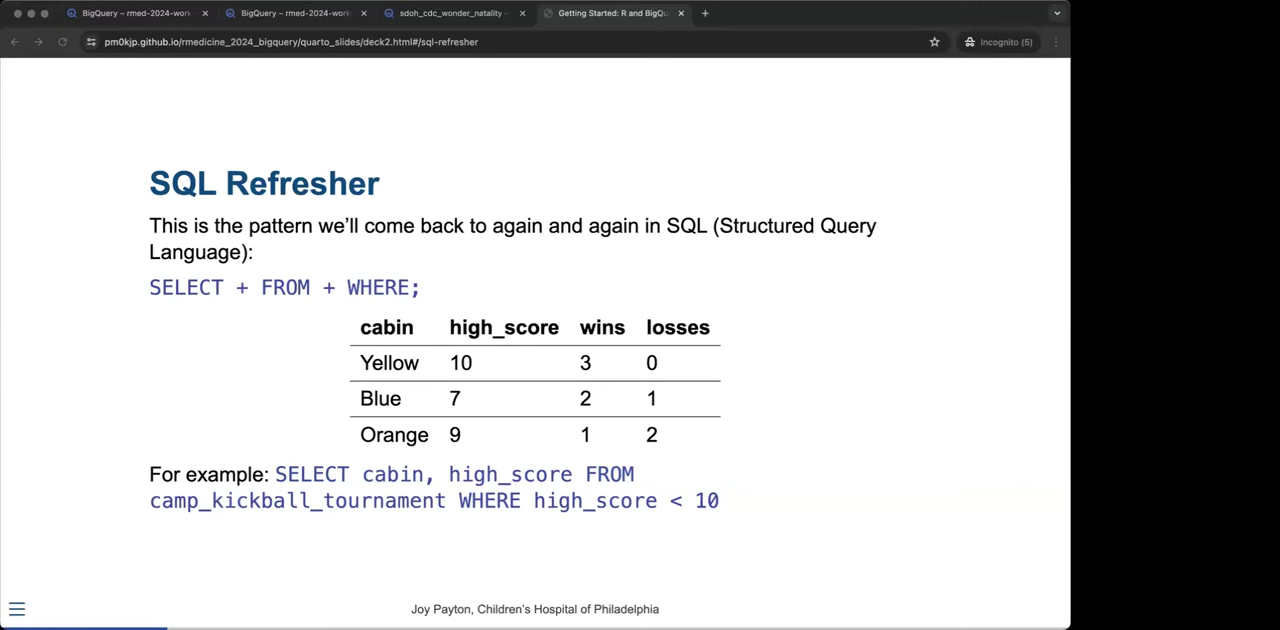 BigQuery – rmed-2024-work
BigQuery – rmed-2024-work
sdoh_cdc_wonder_natality –
Getting Started: R and BigQu
pm0kjp.github.io/rmedicine_2024_bigquery/quarto_slides/deck2.html#/sql-refresher
Incognito (5)
SQL Refresher
This is the pattern we'll come back to again and again in SQL (Structured Query
Language):
SELECT + FROM + WHERE;
cabin high_score wins losses
Yellow 10 3 0
Blue 7 2 1
Orange 9 1 2
For example: SELECT cabin, high_score FROM
camp_kickball_tournament WHERE high_score < 10
Joy Payton, Children's Hospital of Philadelphia